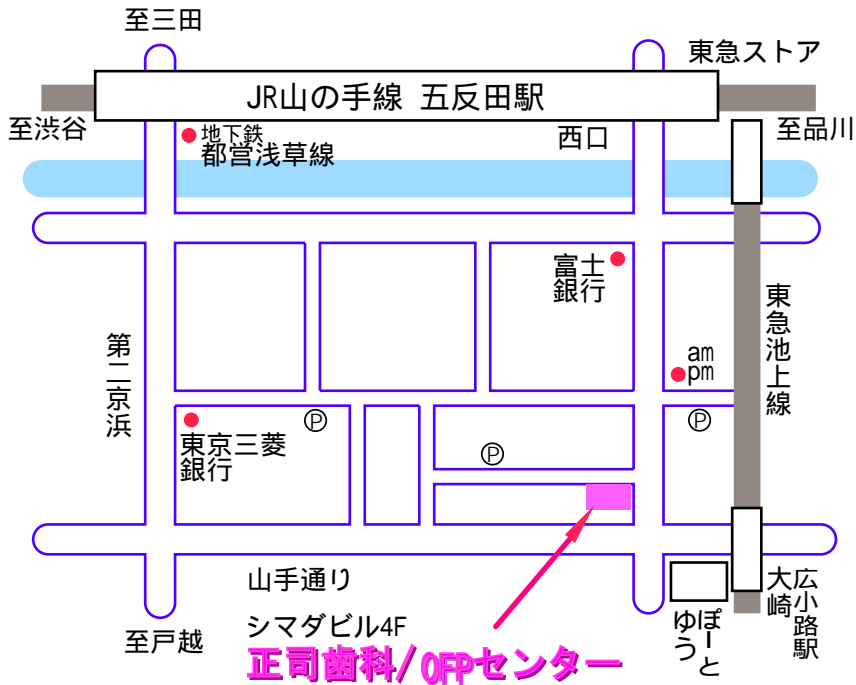 至三田
東急ストア
JR山の手線 五反田駅
至渋谷
地下鉄
都営浅草線
西口
至品川
富士
銀行
東急池上線
第二京浜
am
pm
Ⓟ
Ⓟ
東京三菱
銀行
Ⓟ
山手通り
大崎
広小路駅
シマダビル4F
ゆう
ぽーと
至戸越
正司歯科/OFPセンター